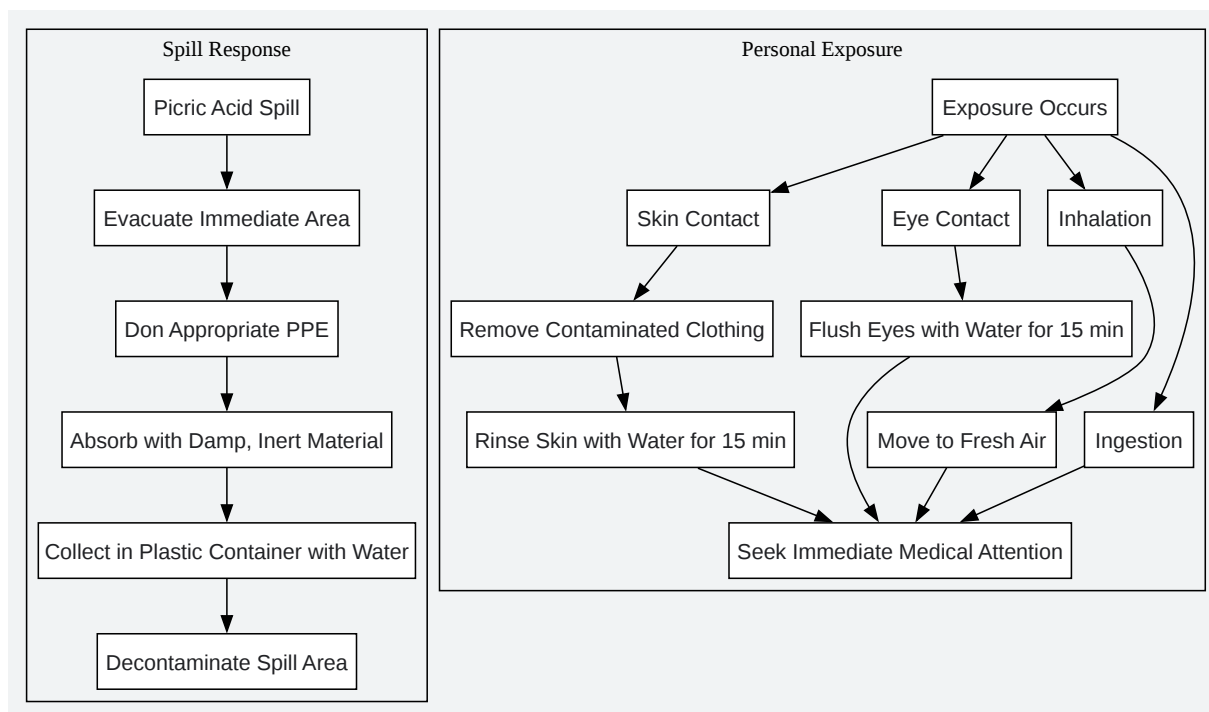 Spill Response
Picric Acid Spill
Evacuate Immediate Area
Don Appropriate PPE
Absorb with Damp, Inert Material
Collect in Plastic Container with Water
Decontaminate Spill Area
Personal Exposure
Exposure Occurs
Skin Contact
Eye Contact
Inhalation
Remove Contaminated Clothing
Flush Eyes with Water for 15 min
Rinse Skin with Water for 15 min
Move to Fresh Air
Ingestion
Seek Immediate Medical Attention